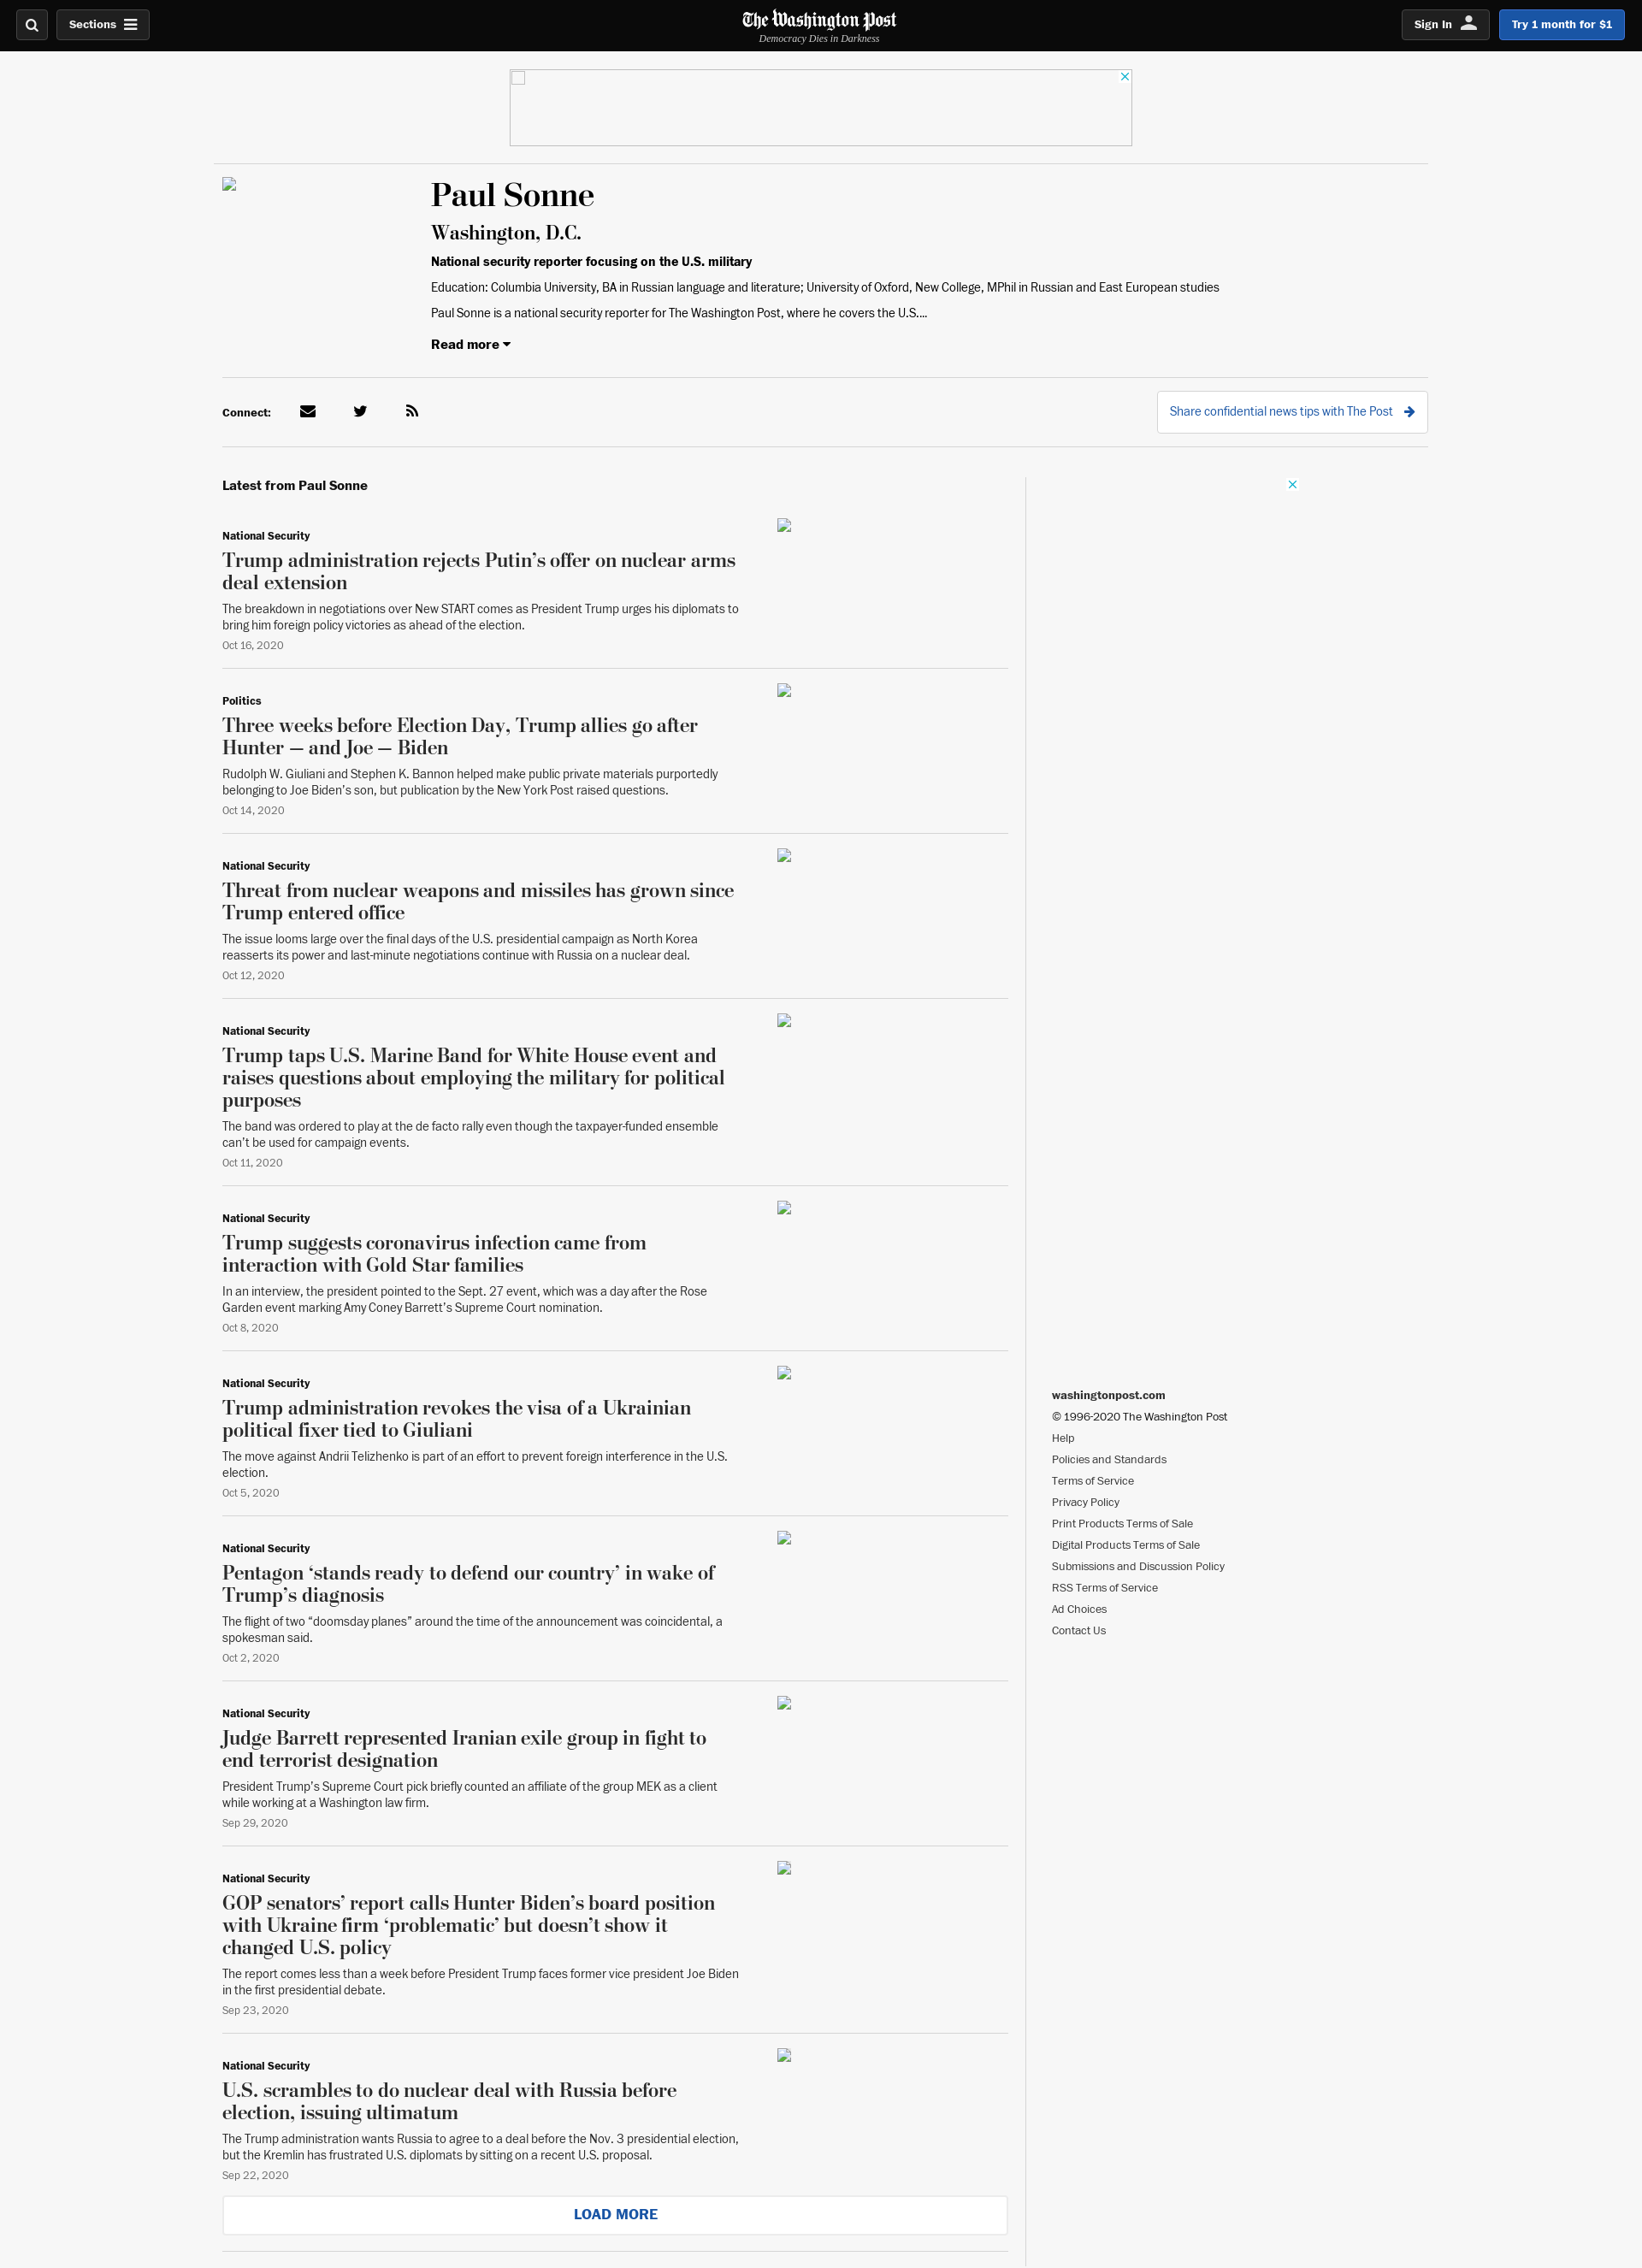 Sections
The Washington Post
Democracy Dies in Darkness
Sign In
Try 1 month for $1
Paul Sonne
Washington, D.C.
National security reporter focusing on the U.S. military
Education: Columbia University, BA in Russian language and literature; University of Oxford, New College, MPhil in Russian and East European studies
Paul Sonne is a national security reporter for The Washington Post, where he covers the U.S....
Read more
Connect:
Share confidential news tips with The Post
Latest from Paul Sonne
National Security
Trump administration rejects Putin’s offer on nuclear arms
deal extension
The breakdown in negotiations over New START comes as President Trump urges his diplomats to
bring him foreign policy victories as ahead of the election.
Oct 16, 2020
Politics
Three weeks before Election Day, Trump allies go after
Hunter — and Joe — Biden
Rudolph W. Giuliani and Stephen K. Bannon helped make public private materials purportedly
belonging to Joe Biden’s son, but publication by the New York Post raised questions.
Oct 14, 2020
National Security
Threat from nuclear weapons and missiles has grown since
Trump entered office
The issue looms large over the final days of the U.S. presidential campaign as North Korea
reasserts its power and last-minute negotiations continue with Russia on a nuclear deal.
Oct 12, 2020
National Security
Trump taps U.S. Marine Band for White House event and
raises questions about employing the military for political
purposes
The band was ordered to play at the de facto rally even though the taxpayer-funded ensemble
can’t be used for campaign events.
Oct 11, 2020
National Security
Trump suggests coronavirus infection came from
interaction with Gold Star families
In an interview, the president pointed to the Sept. 27 event, which was a day after the Rose
Garden event marking Amy Coney Barrett’s Supreme Court nomination.
Oct 8, 2020
National Security
Trump administration revokes the visa of a Ukrainian
political fixer tied to Giuliani
The move against Andrii Telizhenko is part of an effort to prevent foreign interference in the U.S.
election.
Oct 5, 2020
National Security
Pentagon ‘stands ready to defend our country’ in wake of
Trump’s diagnosis
The flight of two “doomsday planes” around the time of the announcement was coincidental, a
spokesman said.
Oct 2, 2020
National Security
Judge Barrett represented Iranian exile group in fight to
end terrorist designation
President Trump’s Supreme Court pick briefly counted an affiliate of the group MEK as a client
while working at a Washington law firm.
Sep 29, 2020
National Security
GOP senators’ report calls Hunter Biden’s board position
with Ukraine firm ‘problematic’ but doesn’t show it
changed U.S. policy
The report comes less than a week before President Trump faces former vice president Joe Biden
in the first presidential debate.
Sep 23, 2020
National Security
U.S. scrambles to do nuclear deal with Russia before
election, issuing ultimatum
The Trump administration wants Russia to agree to a deal before the Nov. 3 presidential election,
but the Kremlin has frustrated U.S. diplomats by sitting on a recent U.S. proposal.
Sep 22, 2020
LOAD MORE
washingtonpost.com
© 1996-2020 The Washington Post
Help
Policies and Standards
Terms of Service
Privacy Policy
Print Products Terms of Sale
Digital Products Terms of Sale
Submissions and Discussion Policy
RSS Terms of Service
Ad Choices
Contact Us